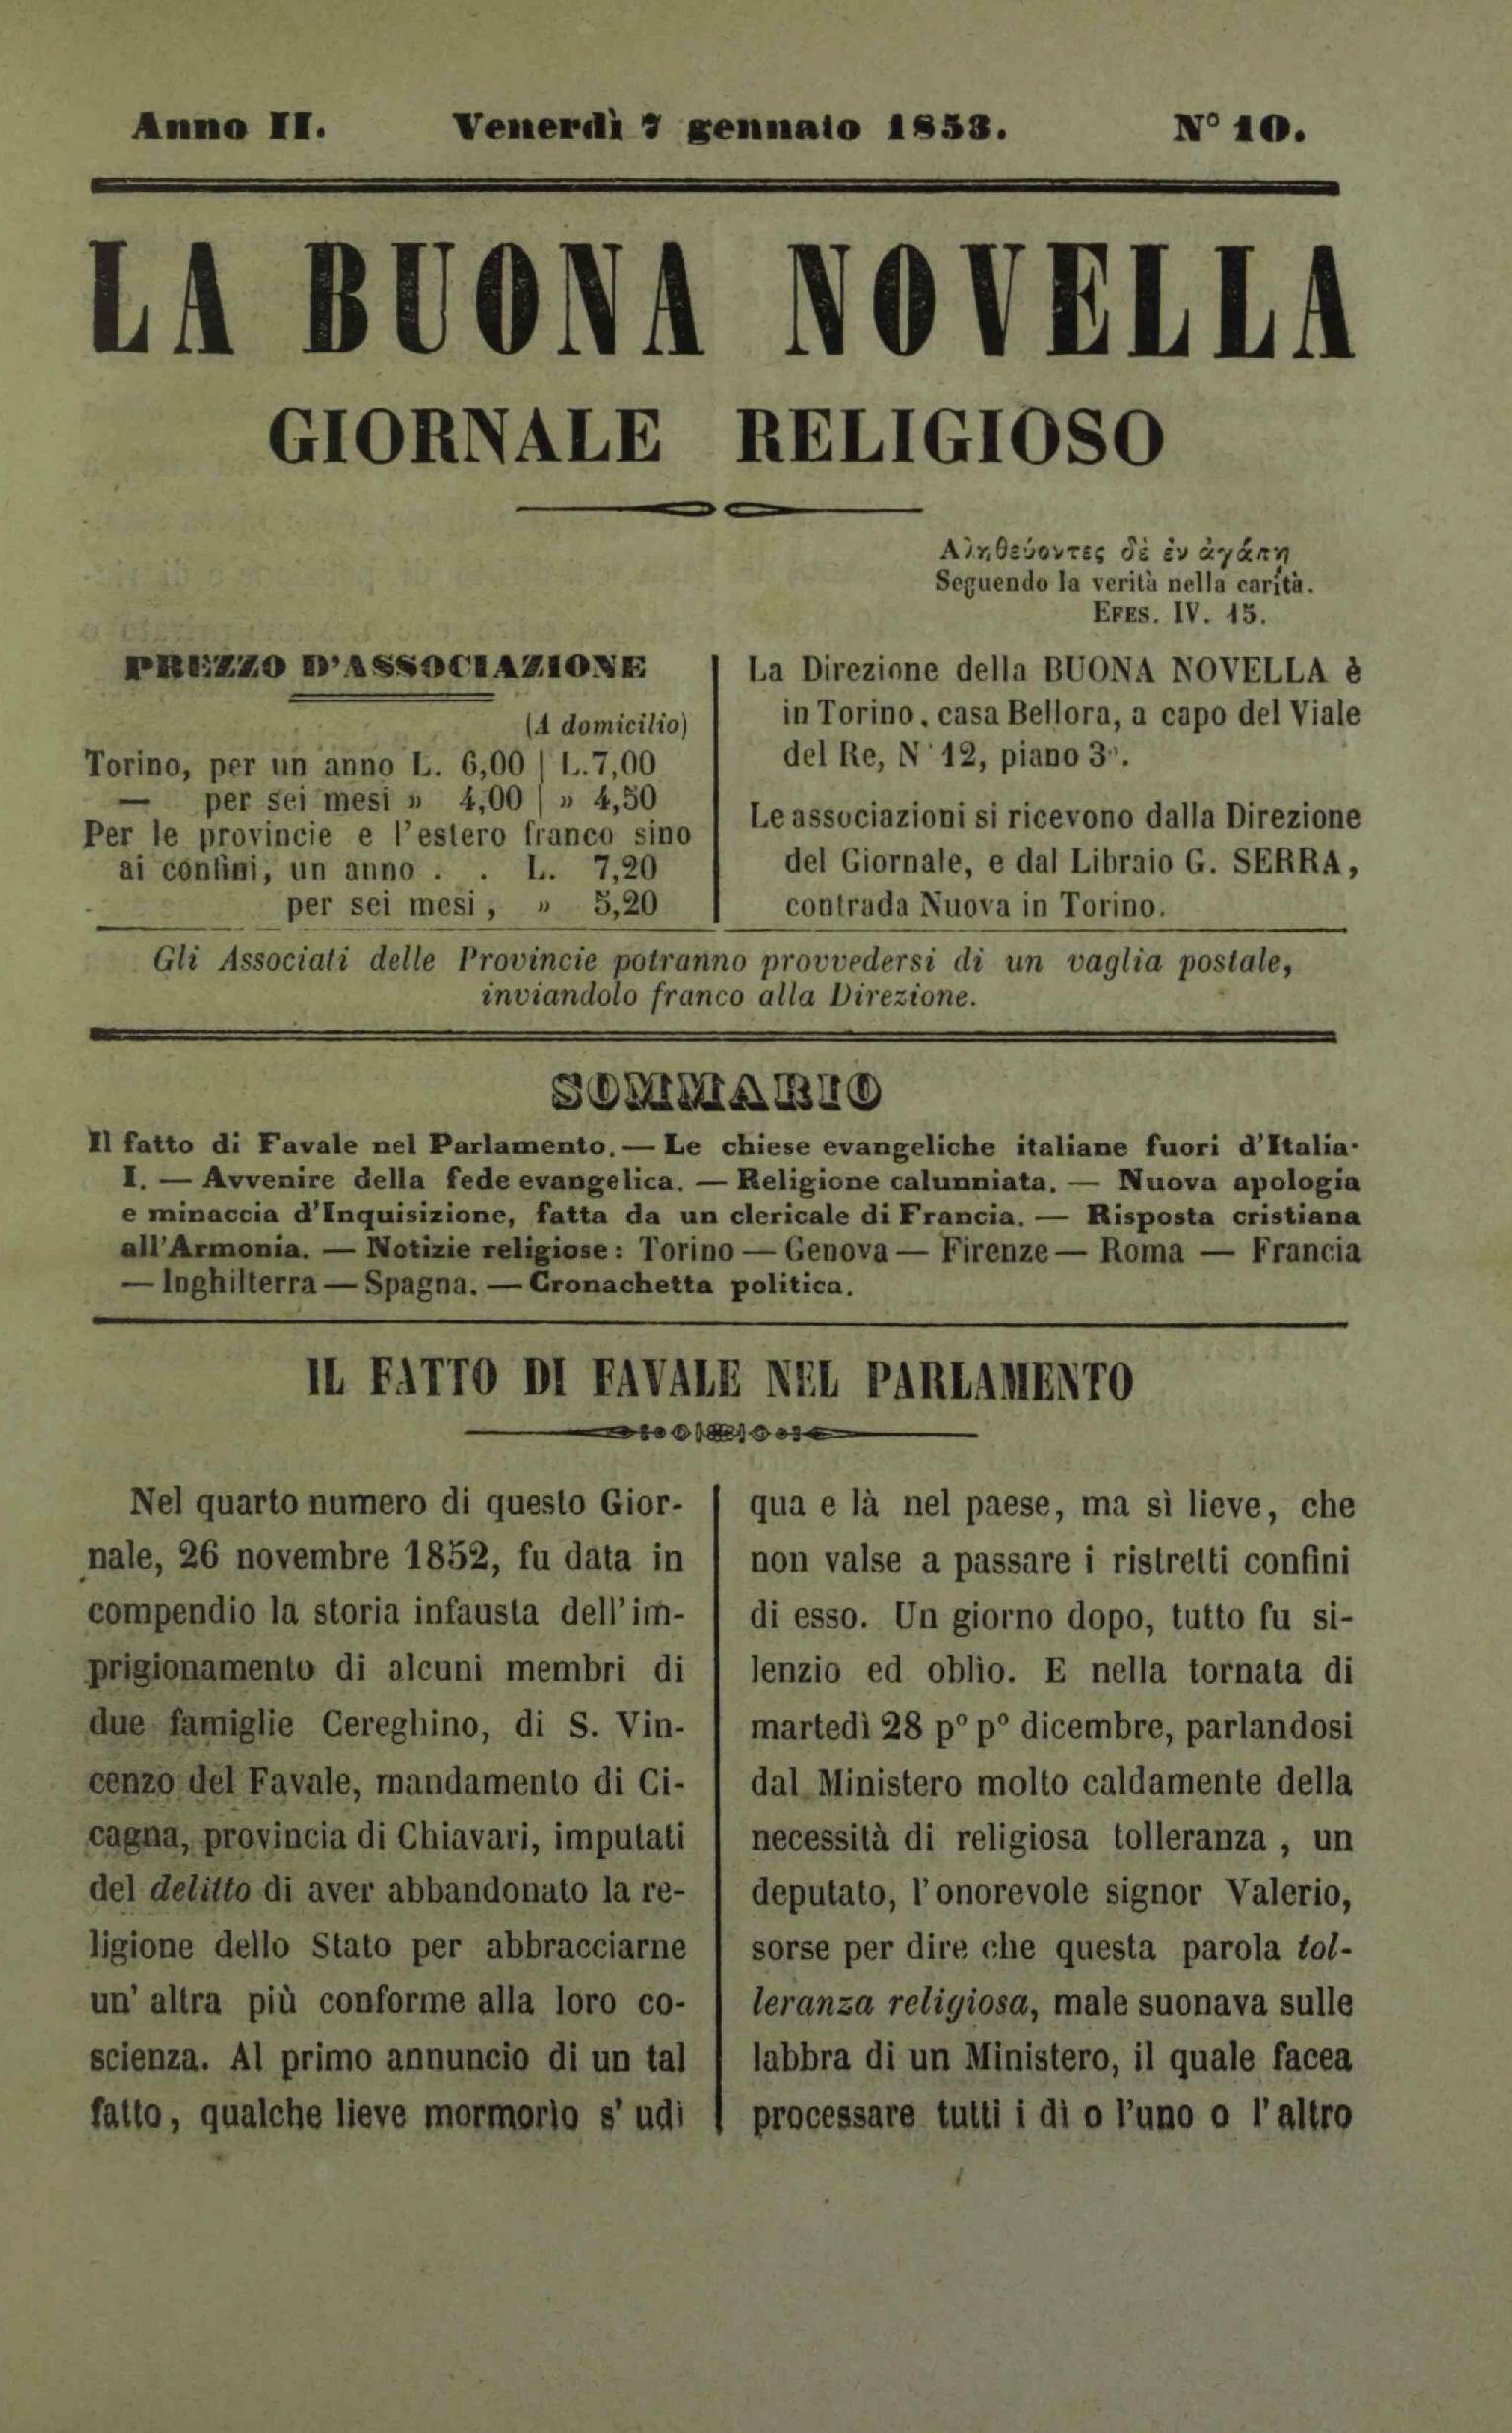 Anno II. Venerdì 7 gennaio 1853. N° 10.
LA BUONA NOVELLA
GIORNALE RELIGIOSO
Αληθεύοντες δὲ ἐν ἀγάπῃ
Seguendo la verità nella carità.
EFES. IV. 15.
PREZZO D'ASSOCIAZIONE
(A domicilio)
Torino, per un anno L. 6,00 | L. 7,00
— per sei mesi » 4,00 | » 4,50
Per le provincie e l'estero franco sino
ai confini, un anno . . L. 7,20
per sei mesi, » 5,20
La Direzione della BUONA NOVELLA è
in Torino, casa Bellora, a capo del Viale
del Re, N° 12, piano 3°.
Le associazioni si ricevono dalla Direzione
del Giornale, e dal Libraio G. SERRA,
contrada Nuova in Torino.
Gli Associati delle Provincie potranno provvedersi di un vaglia postale,
inviandolo franco alla Direzione.
SOMMARIO
Il fatto di Favale nel Parlamento. — Le chiese evangeliche italiane fuori d'Italia.
I. — Avvenire della fede evangelica. — Religione calunniata. — Nuova apologia
e minaccia d'Inquisizione, fatta da un clericale di Francia. — Risposta cristiana
all'Armonia. — Notizie religiose: Torino — Genova — Firenze — Roma — Francia
— Inghilterra — Spagna. — Cronachetta politica.
IL FATTO DI FAVALE NEL PARLAMENTO
Nel quarto numero di questo Gior-
nale, 26 novembre 1852, fu data in
compendio la storia infausta dell'im-
prigionamento di alcuni membri di
due famiglie Cereghino, di S. Vin-
cenzo del Favale, mandamento di Ci-
cagna, provincia di Chiavari, imputati
del delitto di aver abbandonato la re-
ligione dello Stato per abbracciarne
un' altra più conforme alla loro co-
scienza. Al primo annuncio di un tal
fatto, qualche lieve mormorìo s' udì
qua e là nel paese, ma sì lieve, che
non valse a passare i ristretti confini
di esso. Un giorno dopo, tutto fu si-
lenzio ed oblìo. E nella tornata di
martedì 28 p° p° dicembre, parlandosi
dal Ministero molto caldamente della
necessità di religiosa tolleranza, un
deputato, l'onorevole signor Valerio,
sorse per dire che questa parola tol-
leranza religiosa, male suonava sulle
labbra di un Ministero, il quale facea
processare tutti i dì o l'uno o l'altro